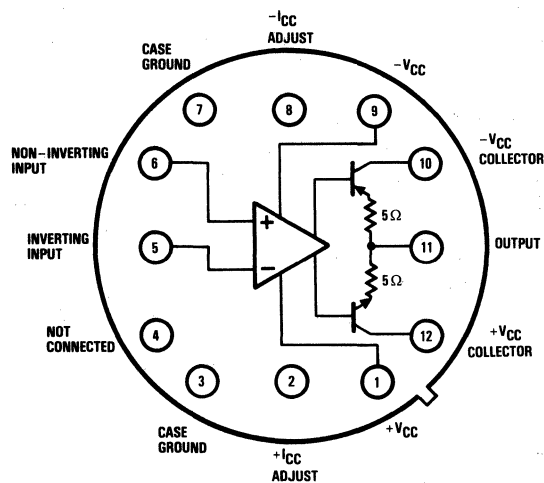 −ICC
ADJUST
CASE
GROUND
−VCC
7
8
9
NON–INVERTING
INPUT
6
10
−VCC
COLLECTOR
5Ω
+
INVERTING
INPUT
5
−
11
OUTPUT
5Ω
NOT
CONNECTED
4
12
+VCC
COLLECTOR
3
2
1
CASE
GROUND
+ICC
ADJUST
+VCC